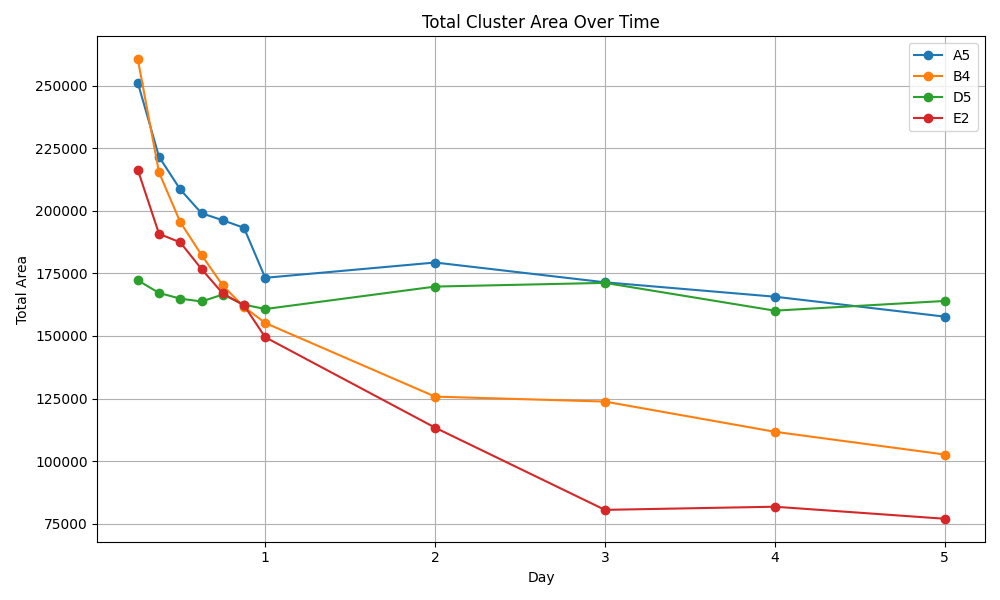 Total Cluster Area Over Time
A5
B4
D5
E2
Total Area
250000
225000
200000
175000
150000
125000
100000
75000
1 2 3 4 5
Day